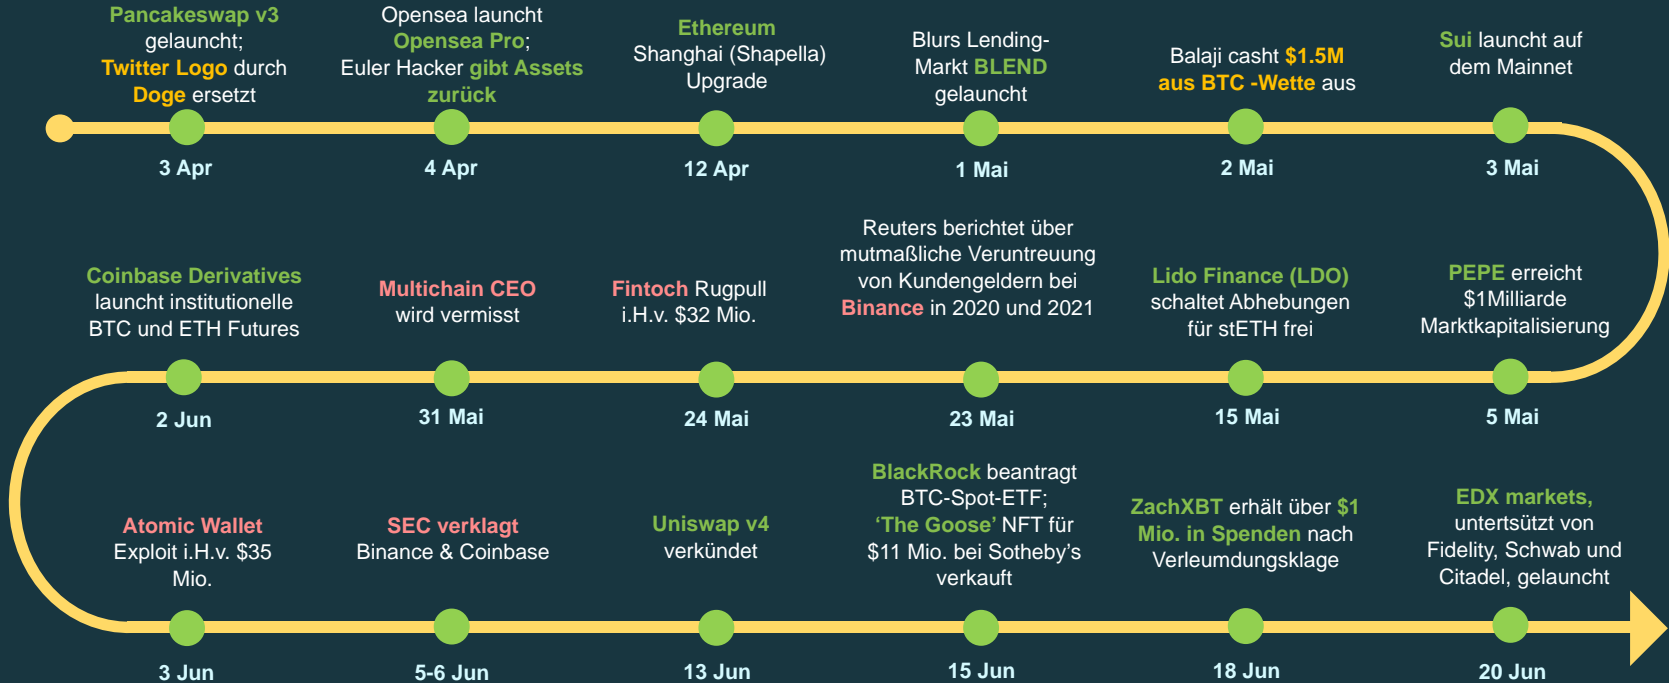 Pancakeswap v3
gelauncht;
Twitter Logo durch
Doge ersetzt
3 Apr
Opensea launcht
Opensea Pro;
Euler Hacker gibt Assets
zurück
4 Apr
Ethereum
Shanghai (Shapella)
Upgrade
12 Apr
Blurs Lending-
Markt BLEND
gelauncht
1 Mai
Balaji casht $1.5M
aus BTC -Wette aus
2 Mai
Sui launcht auf
dem Mainnet
3 Mai
PEPE erreicht
$1Milliarde
Marktkapitalisierung
5 Mai
Lido Finance (LDO)
schaltet Abhebungen
für stETH frei
15 Mai
Reuters berichtet über
mutmaßliche Veruntreuung
von Kundengeldern bei
Binance in 2020 und 2021
23 Mai
Fintoch Rugpull
i.H.v. $32 Mio.
24 Mai
Multichain CEO
wird vermisst
31 Mai
Coinbase Derivatives
launcht institutionelle
BTC und ETH Futures
2 Jun
Atomic Wallet
Exploit i.H.v. $35
Mio.
3 Jun
SEC verklagt
Binance & Coinbase
5-6 Jun
Uniswap v4
verkündet
13 Jun
BlackRock beantragt
BTC-Spot-ETF;
‘The Goose’ NFT für
$11 Mio. bei Sotheby’s
verkauft
15 Jun
ZachXBT erhält über $1
Mio. in Spenden nach
Verleumdungsklage
18 Jun
EDX markets,
untertsützt von
Fidelity, Schwab und
Citadel, gelauncht
20 Jun